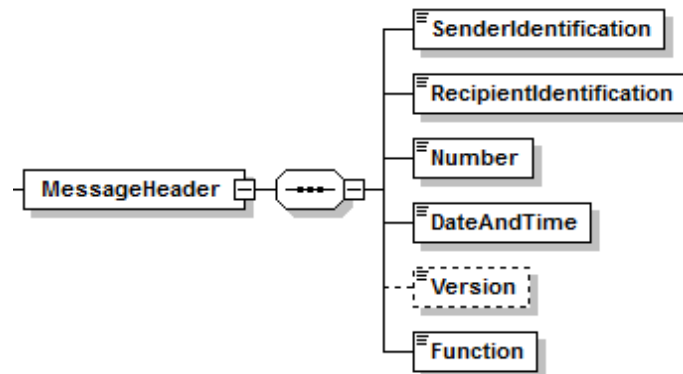 SenderIdentification
RecipientIdentification
Number
MessageHeader
DateAndTime
Version
Function